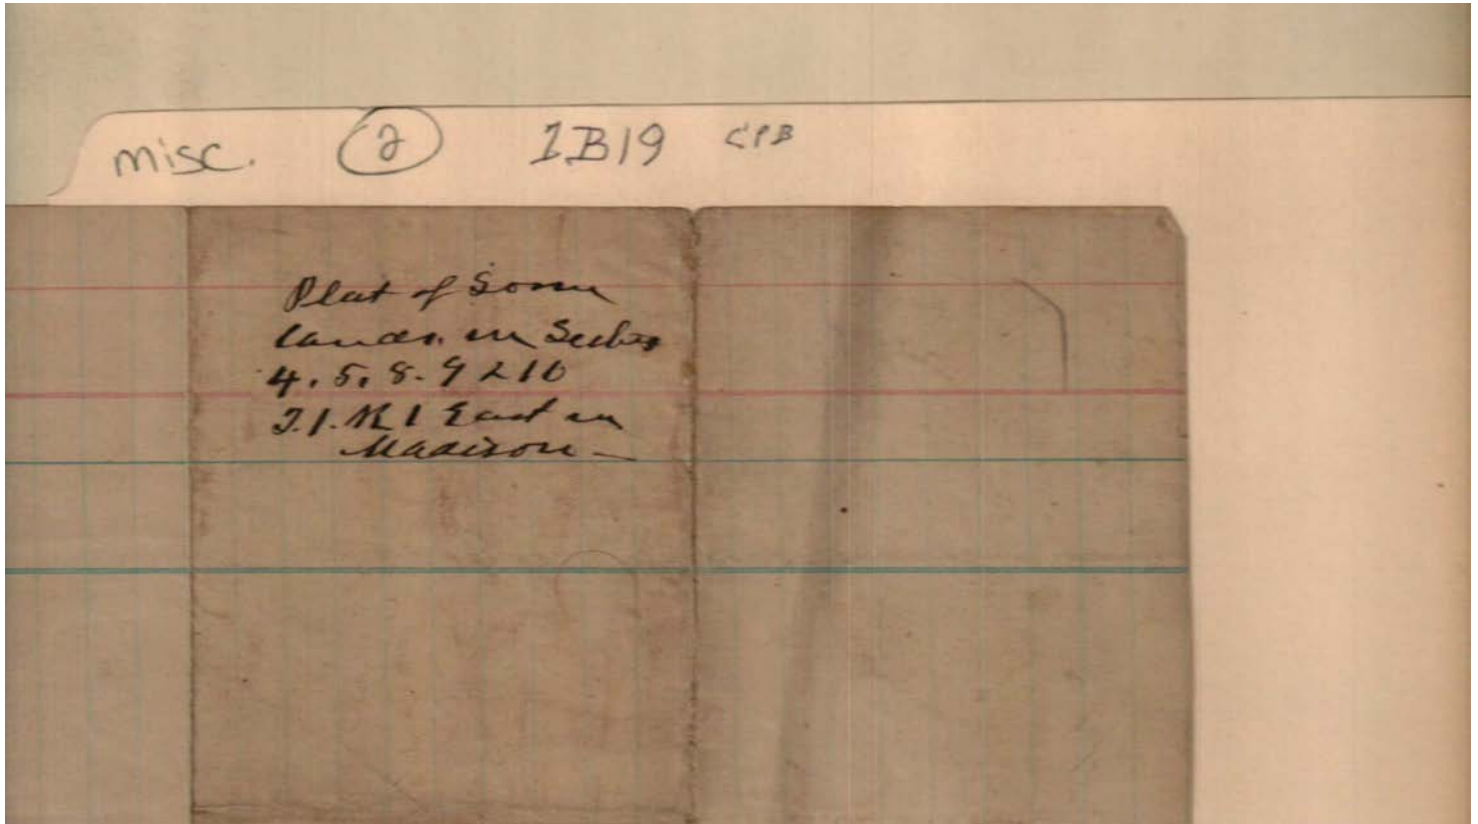 misc. 2 1B19 CPB
Plat of Some
lands. in Sectns
4. 5. 8. 9 & 10
T.1. R 1 East in
Madison